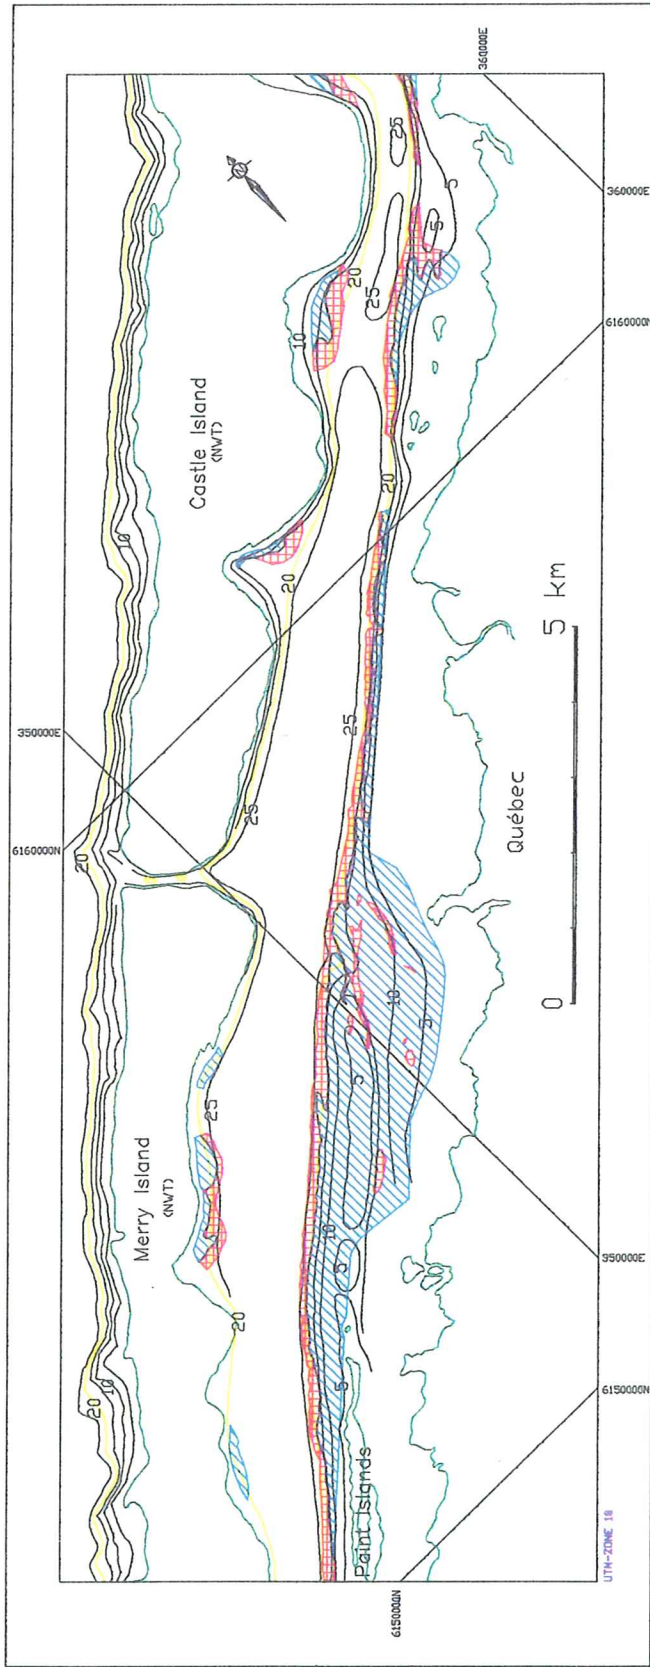 360000E
25
5
5
360000E
20
25
10
6160000N
Castle Island
(NWT)
20
10
20
5 km
350000E
25
25
6160000N
20
Québec
0
10
5
25
5
Merry Island
(NWT)
10
5
950000E
20
20
10
5
6150000N
Point Islands
UTM-ZONE 18
6150000N
N